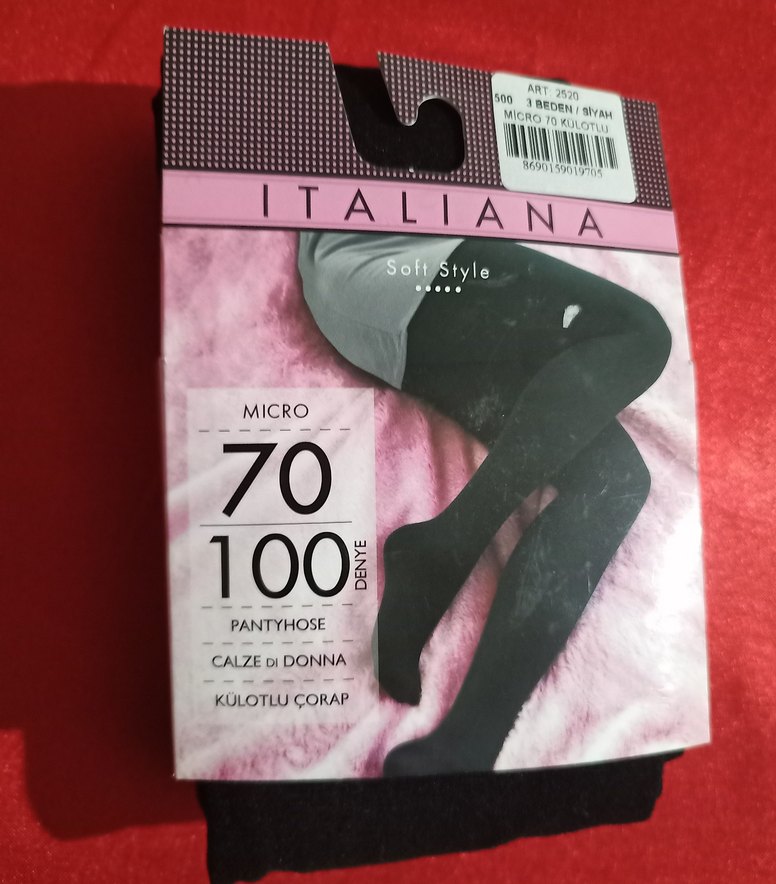 ART: 2520
500 3 BEDEN / SİYAH
MİCRO 70 KÜLOTLU
8690159019705
ITALIANA
Soft Style
MICRO
70
100
DENYE
PANTYHOSE
CALZE DI DONNA
KÜLOTLU ÇORAP